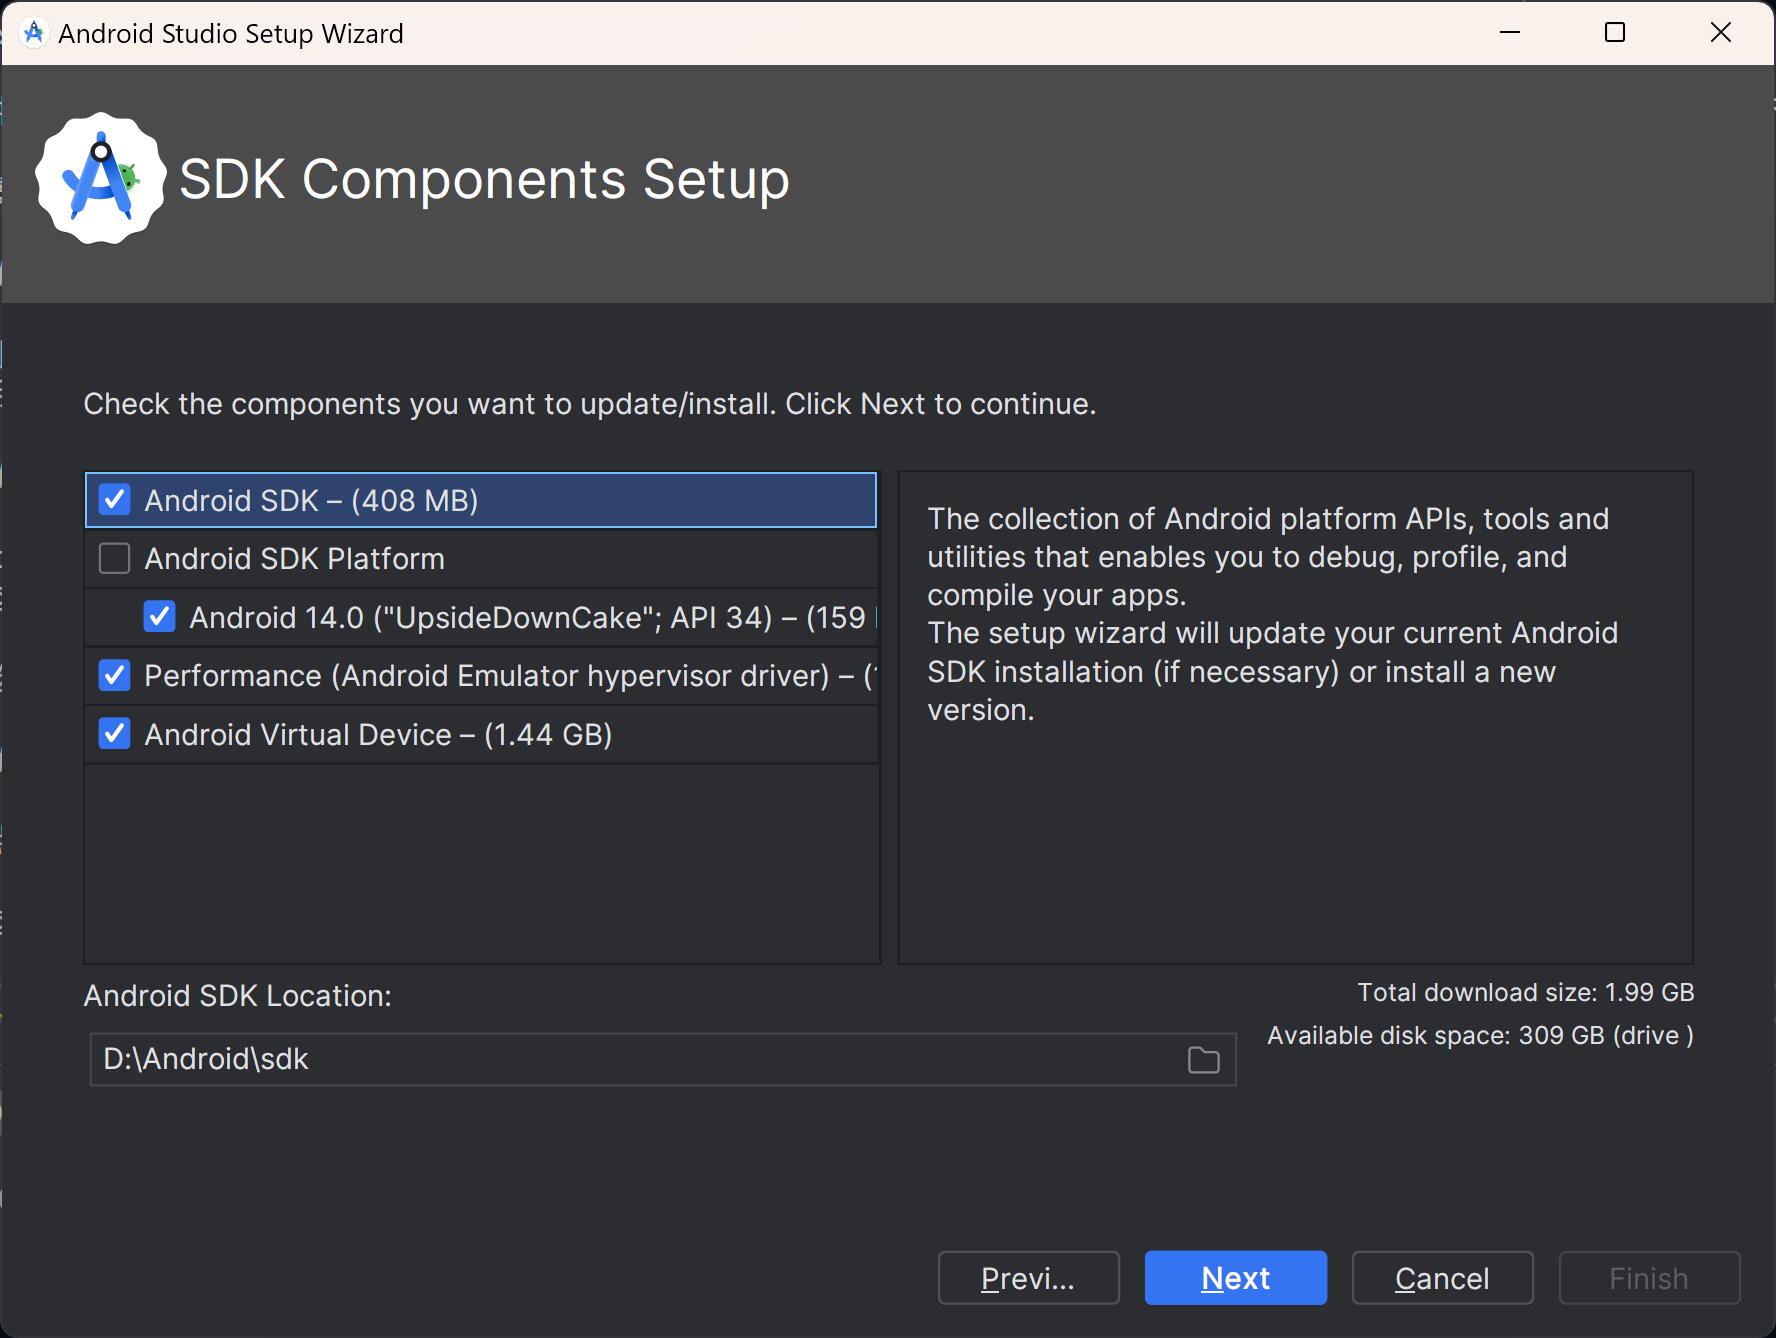 Android Studio Setup Wizard
SDK Components Setup
Check the components you want to update/install. Click Next to continue.
Android SDK – (408 MB)
Android SDK Platform
Android 14.0 ("UpsideDownCake"; API 34) – (159
Performance (Android Emulator hypervisor driver) – (
Android Virtual Device – (1.44 GB)
The collection of Android platform APIs, tools and
utilities that enables you to debug, profile, and
compile your apps.
The setup wizard will update your current Android
SDK installation (if necessary) or install a new
version.
Android SDK Location:
D:\Android\sdk
Total download size: 1.99 GB
Available disk space: 309 GB (drive )
Previ...
Next
Cancel
Finish